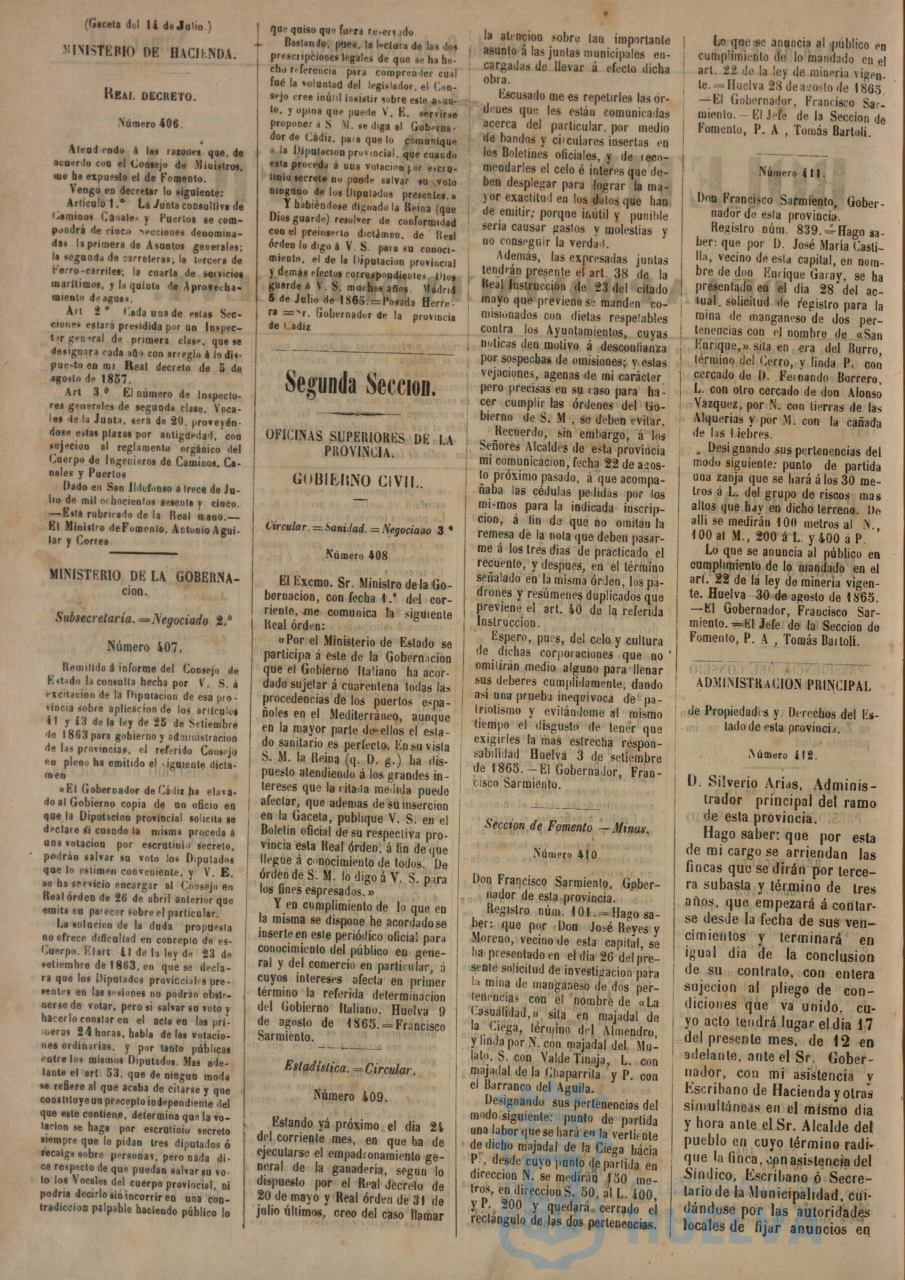 (Gaceta del 14 de Julio.)
MINISTERIO DE HACIENDA.
REAL DECRETO.
Número 406.
Atendiendo á las razones que, de
acuerdo con el Consejo de Ministros,
me ha expuesto el de Fomento.
Vengo en decretar lo siguiente:
Artículo 1.° La Junta consultiva de
Caminos Canales y Puertos se com-
pondrá de cinco secciones denomina-
das la primera de Asuntos generales;
la segunda de carreteras; la tercera de
Ferro-carriles; la cuarta de servicios
marítimos, y la quinta de Aprovecha-
miento de aguas.
Art 2° Cada una de estas Sec-
ciones estará presidida por un Inspec-
tor general de primera clase, que se
designara cada año con arreglo á lo dis-
puesto en mi Real decreto de 5 de
agosto de 1857.
Art 3.° El número de Inspecto-
res generales de segunda clase, Voca-
les de la Junta, será de 20, proveyén-
dose estas plazas por antigüedad, con
sujecion al reglamento orgánico del
Cuerpo de Ingenieros de Caminos, Ca-
nales y Puertos
Dado en San Ildefonso á trece de Ju-
lio de mil ochocientos sesenta y cinco.
—Está rubricado de la Real mano.—
El Ministro de Fomento, Antonio Agui-
lar y Correa.
MINISTERIO DE LA GOBERNA-
cion.
Subsecretaría.=Negociado 2.°
Número 407.
Remitido á informe del Consejo de
Estado la consulta hecha por V. S. á
excitacion de la Diputacion de esa pro-
vincia sobre aplicacion de los artículos
41 y 43 de la ley de 25 de Setiembre
de 1863 para gobierno y administracion
de las provincias, el referido Consejo
en pleno ha emitido el siguiente dicta-
men
«El Gobernador de Cádiz ha eleva-
do al Gobierno copia de un oficio en
que la Diputacion provincial solicita se
declare si cuando la misma proceda á
una votacion por escrutinio secreto,
podrán salvar su voto los Diputados
que lo estimen conveniente, y V. E.
se ha servicio encargar al Consejo en
Real órden de 26 de abril anterior que
emita su parecer sobre el particular.
La solucion de la duda propuesta
no ofrece dificultad en concepto de es-
Cuerpo. El art. 41 de la ley de 23 de
setiembre de 1863, en que se decla-
ra que los Diputados provinciales pre-
sentes en las sesiones no podrán obste-
nerse de votar, pero si salvar su voto y
hacerlo constar en el acta en las pri-
meras 24 horas, habla de las votacio-
nes ordinarias, y por tanto públicas
entre los mismos Diputados. Mas ade-
lante el art. 53, que de ningun moda
se refiere al que acaba de citarse y que
constituye un precepto independiente del
que este contiene, determina que la vo-
tacion se haga por escrutinio secreto
siempre que lo pidan tres diputados ó
recaiga sobre personas, pero nada di-
ce respecto de que puedan salvar su vo-
to los Vocales del cuerpo provincial, ni
podria decirlo sin incurrir en una con-
tradiccion palpable haciendo público lo
que quiso que fuera reservado.
Bastando, pues, la lectura de las dos
prescripciones legales de que se ha he-
cho referencia para comprender cual
fué la voluntad del legislador, el Con-
sejo cree inútil insistir sobre este asun-
to, y opina que puede V. E. servirse
proponer á S M. se diga al Goberna-
dor de Cádiz, para que lo comunique
a la Diputacion provincial, que cuando
esta proceda á una votacion por escru-
tinio secreto no puede salvar su voto
ninguno de los Diputados presentes.»
Y habiéndose dignado la Reina (que
Dios guarde) resolver de conformidad
con el preinserto dictámen, de Real
órden lo digo á V. S. para su conoci-
miento, el de la Diputacion provincial
y demás efectos correspondientes. Dios
guarde á V. S. muchos años. Madrid
5 de Julio de 1865.=Posada Herre-
ra =Sr. Gobernador de la provincia
de Cádiz
Segunda Seccion.
OFICINAS SUPERIORES DE LA
PROVINCIA.
GOBIERNO CIVIL.
Circular.=Sanidad.=Negociano 3.°
Número 408.
El Excmo. Sr. Ministro de la Go-
bernacion, con fecha 1.° del cor-
riente, me comunica la siguiente
Real órden:
«Por el Ministerio de Estado se
participa á este de la Gobernacion
que el Gobierno Italiano ha acor-
dado sujetar á cuarentena todas las
procedencias de los puertos espa-
ñoles en el Mediterráneo, aunque
en la mayor parte de ellos el esta-
do sanitario es perfecto. En su vista
S. M. la Reina (q. D. g.) ha dis-
puesto atendiendo á los grandes in-
tereses que la citada medida puede
afectar, que ademas de su insercion
en la Gaceta, publique V. S. en el
Boletin oficial de su respectiva pro-
vincia esta Real órden, á fin de que
llegue á conocimiento de todos. De
órden de S. M. lo digo á V. S. para
los fines espresados.»
Y en cumplimiento de lo que en
la misma se dispone he acordado se
inserte en este periódico oficial para
conocimiento del público en gene-
ral y del comercio en particular, á
cuyos intereses afecta en primer
término la referida determinacion
del Gobierno Italiano. Huelva 9
de agosto de 1865.=Francisco
Sarmiento.
Estadística.=Circular.
Número 409.
Estando yá próximo el dia 24
del corriente mes, en que ha de
ejecutarse el empadronamiento ge-
neral de la ganaderia, segun lo
dispuesto por el Real decreto de
20 de mayo y Real órden de 31 de
julio últimos, creo del caso llamar
la atencion sobre tan importante
asunto á las juntas municipales en-
cargadas de llevar á efecto dicha
obra.
Escusado me es repetirles las ór-
denes que les están comunicadas
acerca del particular, por medio
de bandos y circulares insertas en
los Boletines oficiales, y de reco-
mendarles el celo é interes que de-
ben desplegar para lograr la ma-
yor exactitud en los datos que han
de emitir; porque inútil y punible
seria causar gastos y molestias y
no conseguir la verdad.
Además, las expresadas juntas
tendrán presente el art. 38 de la
Real Instruccion de 23 del citado
mayo que previene se manden co-
misionados con dietas respetables
contra los Ayuntamientos, cuyas
noticas den motivo á desconfianza
por sospechas de omisiones; y estas
vejaciones, agenas de mi carácter
pero precisas en su caso para ha-
cer cumplir las órdenes del Go-
bierno de S. M , se deben evitar.
Recuerdo, sin embargo, á los
Señores Alcaldes de esta provincia
mi comunicacion, fecha 22 de agos-
to próximo pasado, á que acompa-
ñaba las cédulas pedidas por los
mismos para la indicada inscrip-
cion, á fin de que no omitan la
remesa de la nota que deben pasar-
me á los tres dias de practicado el
recuento, y despues, en el término
señalado en la misma órden, los pa-
drones y resúmenes duplicados que
previene el art. 40 de la referida
Instruccion.
Espero, pues, del celo y cultura
de dichas corporaciones que no
omitirán medio alguno para llenar
sus deberes cumplidamente, dando
asi una prueba inequivoca de pa-
triotismo y evitándome al mismo
tiempo el disgusto de tener que
exigirles la mas estrecha respon-
sabilidad Huelva 3 de setiembre
de 1865.—El Gobernador, Fran-
cisco Sarmiento.
Seccion de Fomento —Minas.
Número 410.
Don Francisco Sarmiento, Gober-
nador de esta provincia.
Registro núm. 101.=Hago sa-
ber: que por Don José Reyes y
Moreno, vecino de esta capital, se
ha presentado en el dia 26 del pre-
sente solicitud de investigacion para
la mina de manganeso de dos per-
tenencias con el nombre de «La
Casualidad,» sita en majadal de
la Ciega, término del Almendro,
y linda por N. con majadal del Mu-
lato, S. con Valde Tinaja, L. con
majadal de la Chaparrita y P. con
el Barranco del Aguila.
Designando sus pertenencias del
modo siguiente: punto de partida
una labor que se hará en la vertiente
de dicho majadal de la Ciega hácia
P., desde cuyo punto de partida en
direccion N. se medirán 150 me-
tros, en direccion S. 50, al L. 400,
y P. 200 y quedará cerrado el
rectángulo de las dos pertenencias.
Lo que se anuncia al público en
cumplimiento de lo mandado en el
art. 22 de la ley de mineria vigen-
te.=Huelva 28 de agosto de 1865.
—El Gobernador, Francisco Sar-
miento.—El Jefe de la Seccion de
Fomento, P. A , Tomás Bartoli.
Número 411.
Don Francisco Sarmiento, Gober-
nador de esta provincia.
Registro núm. 839.=Hago sa-
ber: que por D. José María Casti-
lla, vecino de esta capital, en nom-
bre de don Enrique Garay, se ha
presentado en el dia 28 del ac-
tual, solicitud de registro para la
mina de manganeso de dos per-
tenencias con el nombre de «San
Enrique,» sita en era del Burro,
término del Cerro, y linda P. con
cercado de D. Fernando Borrero,
L. con otro cercado de don Alonso
Vazquez, por N. con tierras de las
Alquerias y por M. con la cañada
de las Liebres.
Designando sus pertenencias del
modo siguiente: punto de partida
una zanja que se hará á los 30 me-
tros á L. del grupo de riscos mas
altos que hay en dicho terreno. De
alli se medirán 100 metros al N.,
100 al M., 200 á L. y 400 á P.
Lo que se anuncia al público en
cumplimiento de lo mandado en el
art. 22 de la ley de mineria vigen-
te. Huelva 30 de agosto de 1865.
—El Gobernador, Francisco Sar-
miento.=El Jefe de la Seccion de
Fomento, P. A , Tomás Bartoli.
ADMINISTRACION PRINCIPAL
de Propiedades y Derechos del Es-
tado de esta provincia.
Número 412.
D. Silverio Arias, Adminis-
trador principal del ramo
de esta provincia.
Hago saber: que por esta
de mi cargo se arriendan las
fincas que se dirán por terce-
ra subasta y término de tres
años, que empezará á contar-
se desde la fecha de sus ven-
cimientos y terminará en
igual dia de la conclusion
de su contrato, con entera
sujecion al pliego de con-
diciones que va unido, cu-
yo acto tendrá lugar el dia 17
del presente mes, de 12 en
adelante, ante el Sr. Gober-
nador, con mi asistencia y
Escribano de Hacienda y otras
simultáneas en el mismo dia
y hora ante el Sr. Alcalde del
pueblo en cuyo término radi-
que la finca, con asistencia del
Síndico, Escribano ó Secre-
tario de la Municipalidad, cui-
dándose por las autoridades
locales de fijar anuncios en
HUELVA